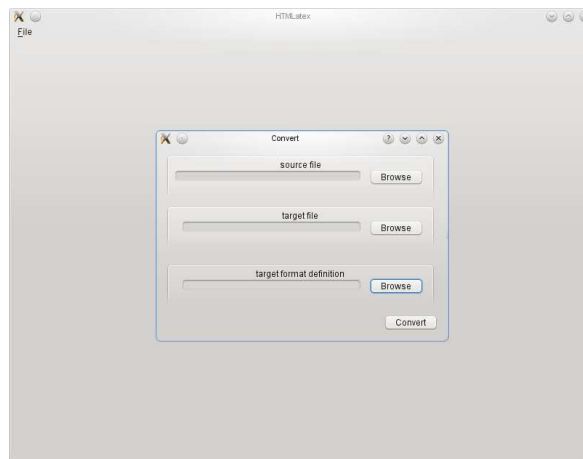 HTMLatex
File
Convert
source file
Browse
target file
Browse
target format definition
Browse
Convert